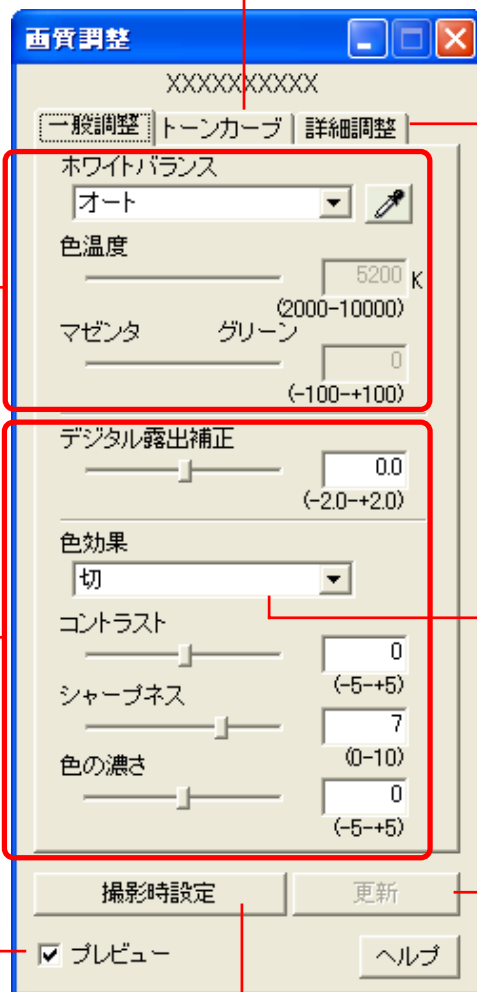 画質調整
XXXXXXXXXX
一般調整 トーンカーブ 詳細調整
ホワイトバランス
オート
色温度
5200 K
(2000-10000)
マゼンタ グリーン
0
(-100-+100)
デジタル露出補正
0.0
(-2.0-+2.0)
色効果
切
コントラスト
0
(-5-+5)
シャープネス
7
(0-10)
色の濃さ
0
(-5-+5)
撮影時設定 更新
プレビュー ヘルプ